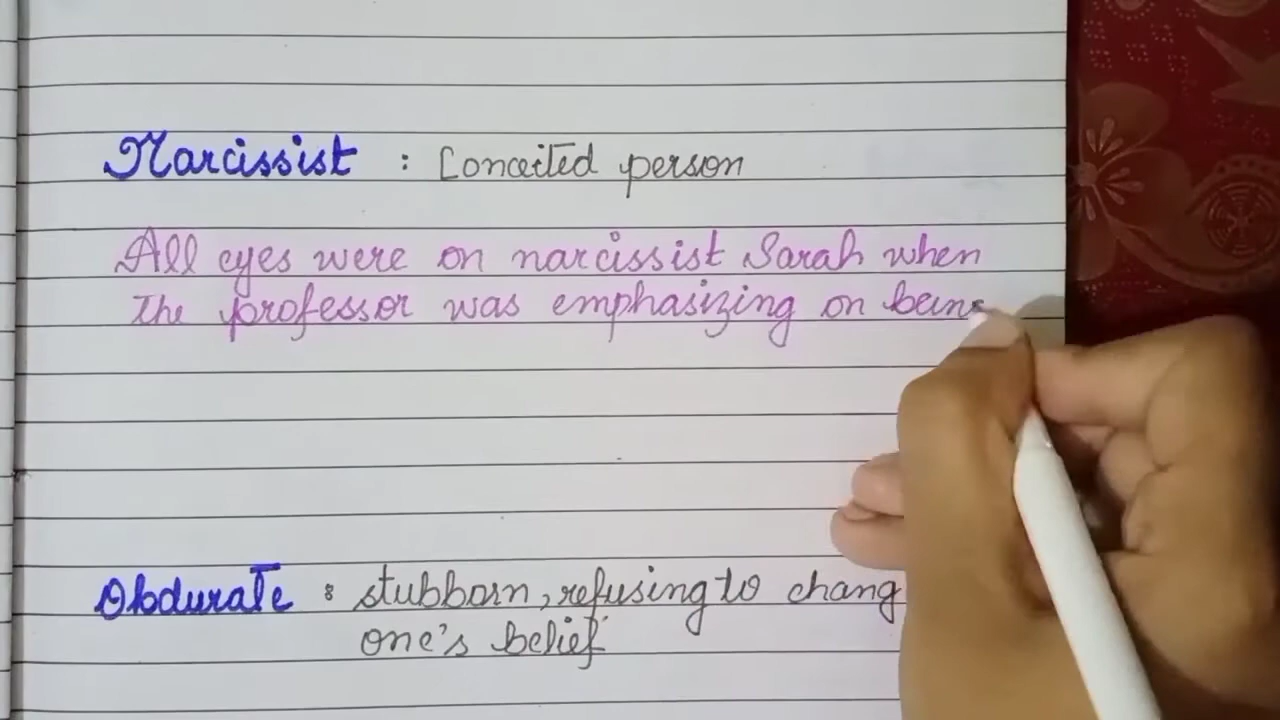 Narcissist : Conceited person
All eyes were on narcissist Sarah when
the professor was emphasizing on being
Obdurate : stubborn, refusing to chang
one's belief